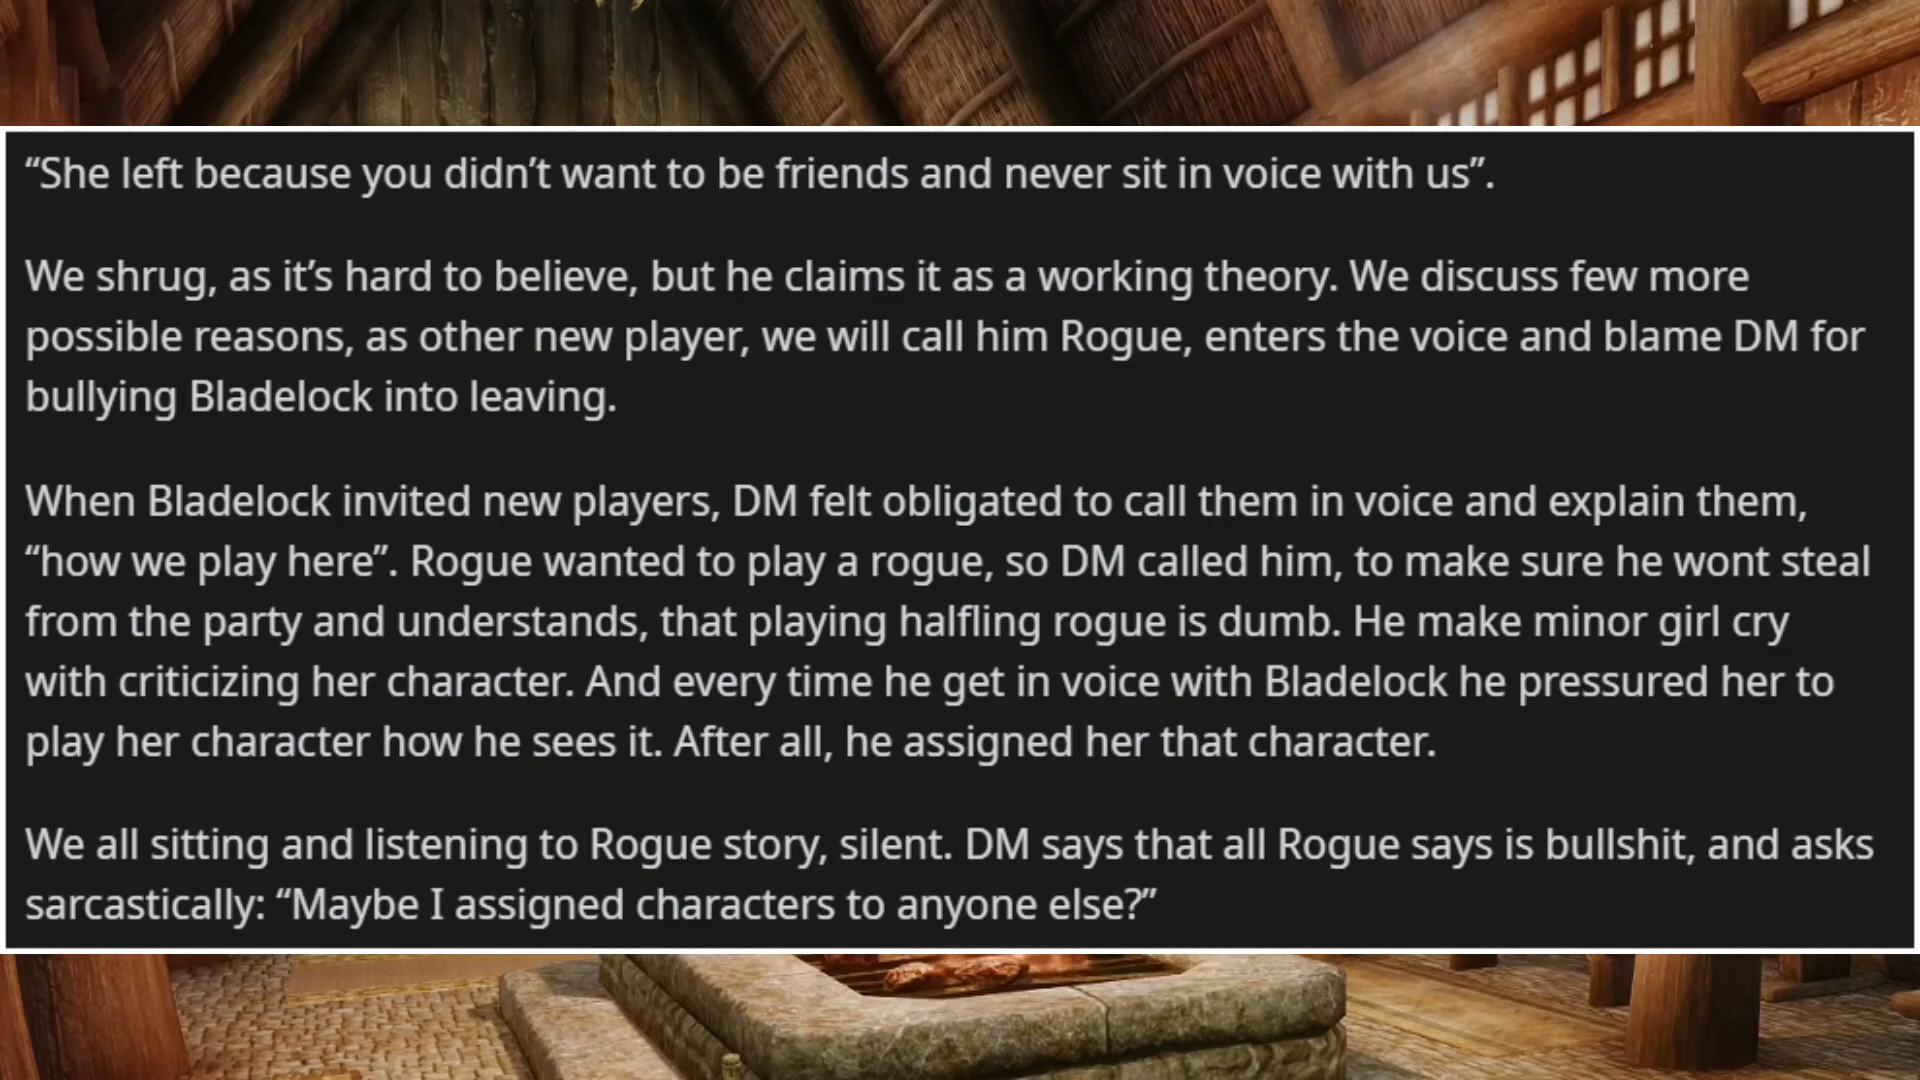 “She left because you didn’t want to be friends and never sit in voice with us”.
We shrug, as it’s hard to believe, but he claims it as a working theory. We discuss few more
possible reasons, as other new player, we will call him Rogue, enters the voice and blame DM for
bullying Bladelock into leaving.
When Bladelock invited new players, DM felt obligated to call them in voice and explain them,
“how we play here”. Rogue wanted to play a rogue, so DM called him, to make sure he wont steal
from the party and understands, that playing halfling rogue is dumb. He make minor girl cry
with criticizing her character. And every time he get in voice with Bladelock he pressured her to
play her character how he sees it. After all, he assigned her that character.
We all sitting and listening to Rogue story, silent. DM says that all Rogue says is bullshit, and asks
sarcastically: “Maybe I assigned characters to anyone else?”